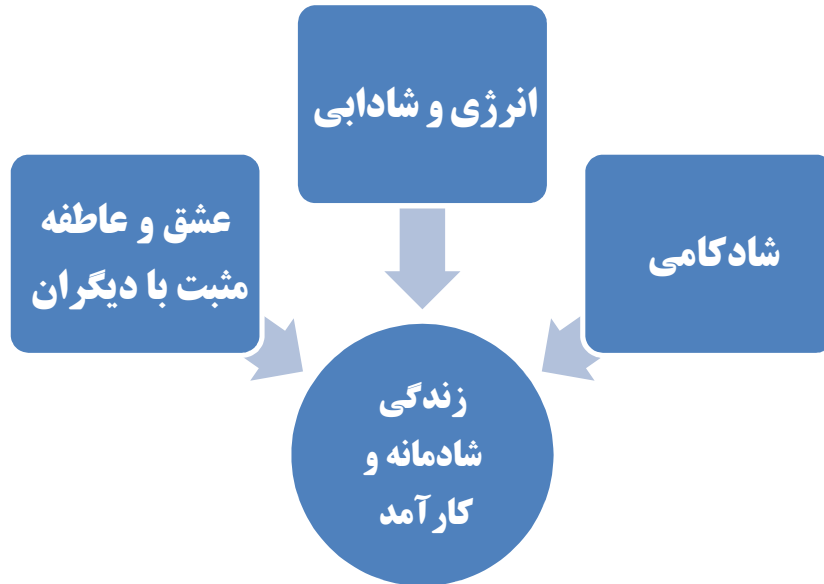 انرژی و شادابی
شادکامی
عشق و عاطفه
مثبت با دیگران
زندگی
شادمانه و
کارآمد